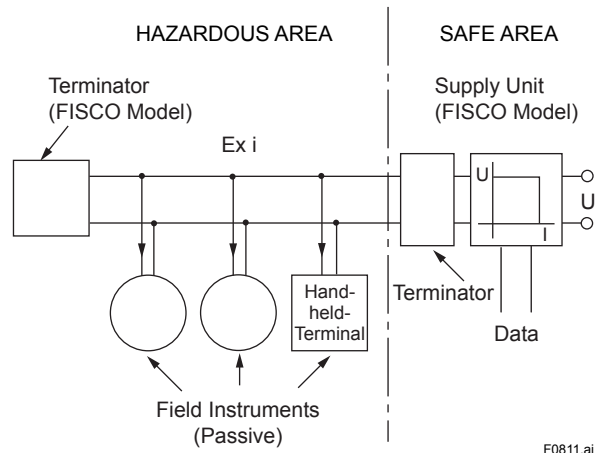 HAZARDOUS AREA
SAFE AREA
Terminator
(FISCO Model)
Supply Unit
(FISCO Model)
Ex i
U
I
U
Hand-
held-
Terminal
Terminator
Data
Field Instruments
(Passive)
F0811.ai